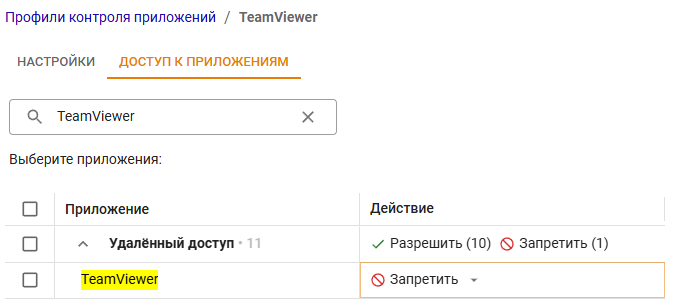 Профили контроля приложений / TeamViewer
НАСТРОЙКИ ДОСТУП К ПРИЛОЖЕНИЯМ
TeamViewer
Выберите приложения:
Приложение Действие
Удалённый доступ • 11 Разрешить (10) Запретить (1)
TeamViewer Запретить